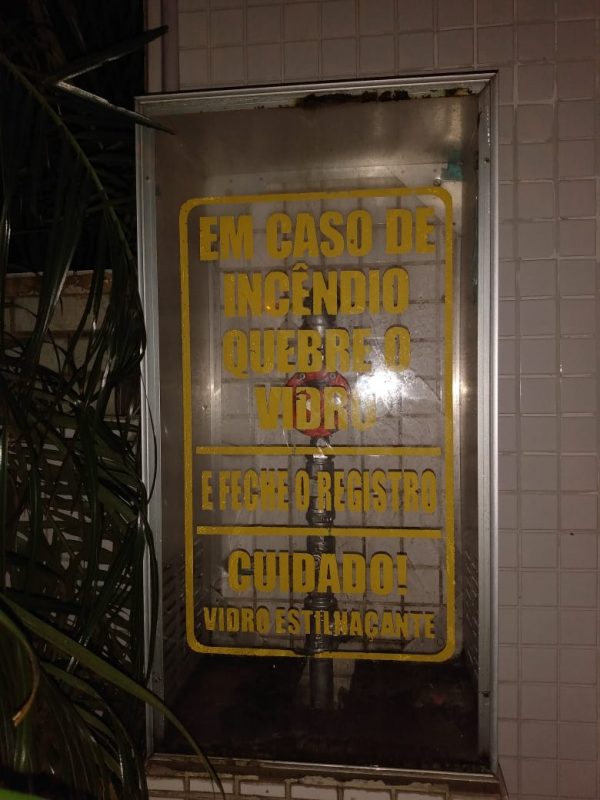 EM CASO DE
INCÊNDIO
QUEBRE O
VIDRO
E FECHE O REGISTRO
CUIDADO!
VIDRO ESTILHAÇANTE